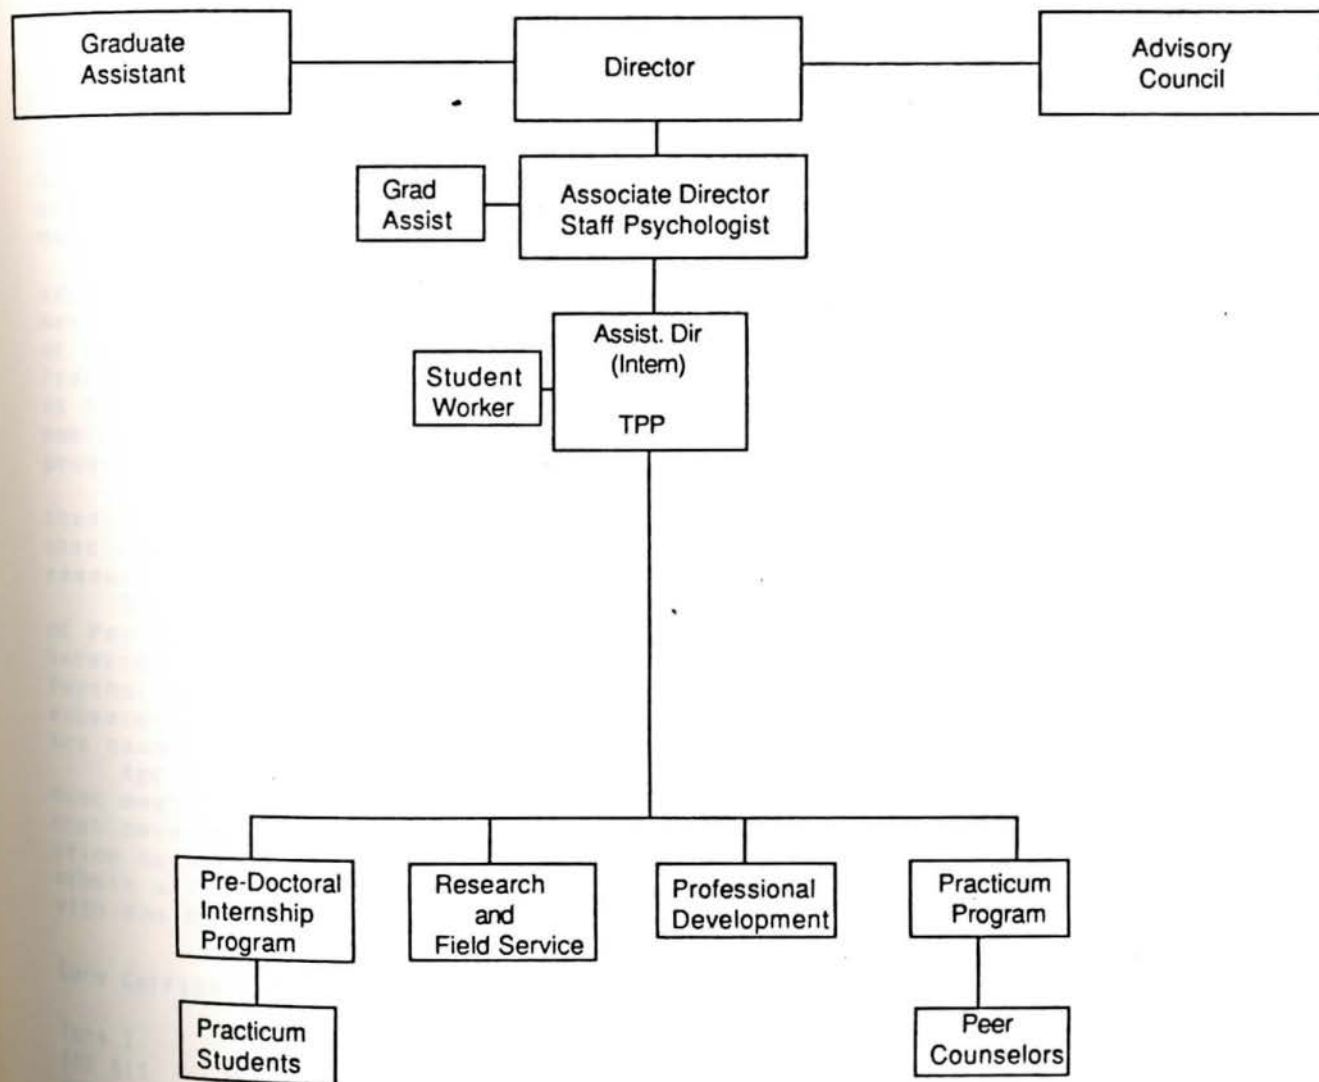 Graduate
Assistant
Director
Advisory
Council
Grad
Assist
Associate Director
Staff Psychologist
Assist. Dir
(Intern)
TPP
Student
Worker
Pre-Doctoral
Internship
Program
Research
and
Field Service
Professional
Development
Practicum
Program
Practicum
Students
Peer
Counselors